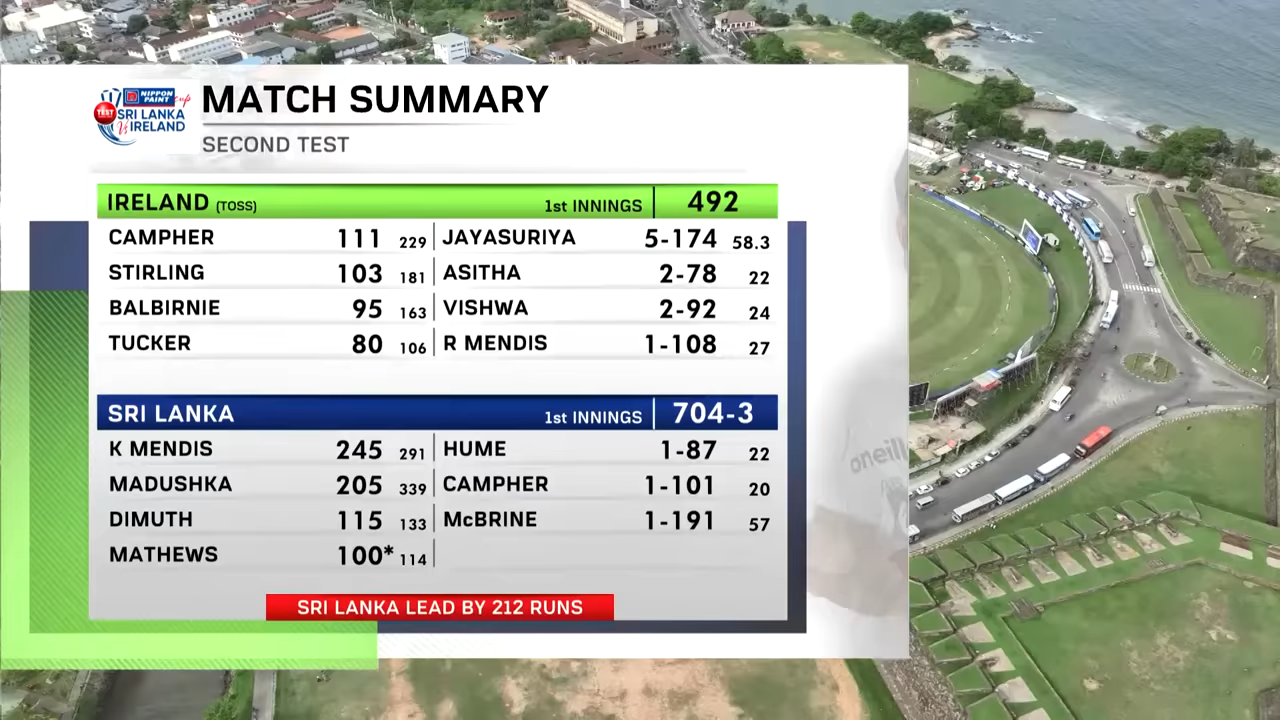 NIPPON PAINT cup
TEST
SRI LANKA
Vs IRELAND
MATCH SUMMARY
SECOND TEST
IRELAND (TOSS) 1st INNINGS 492
CAMPHER 111 229 JAYASURIYA 5-174 58.3
STIRLING 103 181 ASITHA 2-78 22
BALBIRNIE 95 163 VISHWA 2-92 24
TUCKER 80 106 R MENDIS 1-108 27
SRI LANKA 1st INNINGS 704-3
K MENDIS 245 291 HUME 1-87 22
MADUSHKA 205 339 CAMPHER 1-101 20
DIMUTH 115 133 McBRINE 1-191 57
MATHEWS 100* 114
SRI LANKA LEAD BY 212 RUNS
oneill